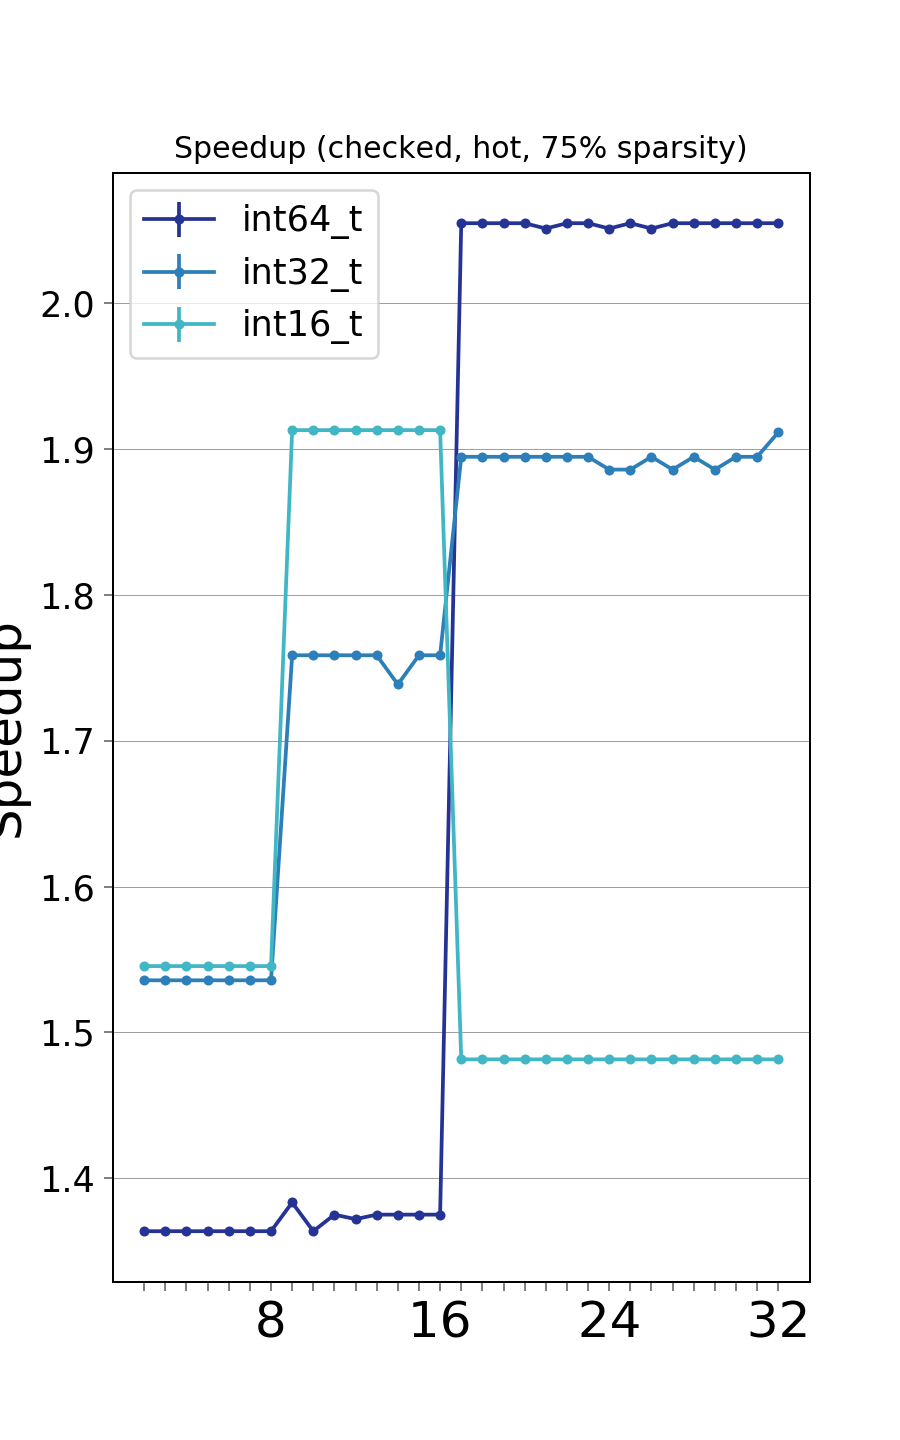 Speedup (checked, hot, 75% sparsity)
int64_t
int32_t
int16_t
2.0
1.9
1.8
1.7
1.6
1.5
1.4
Speedup
8 16 24 32